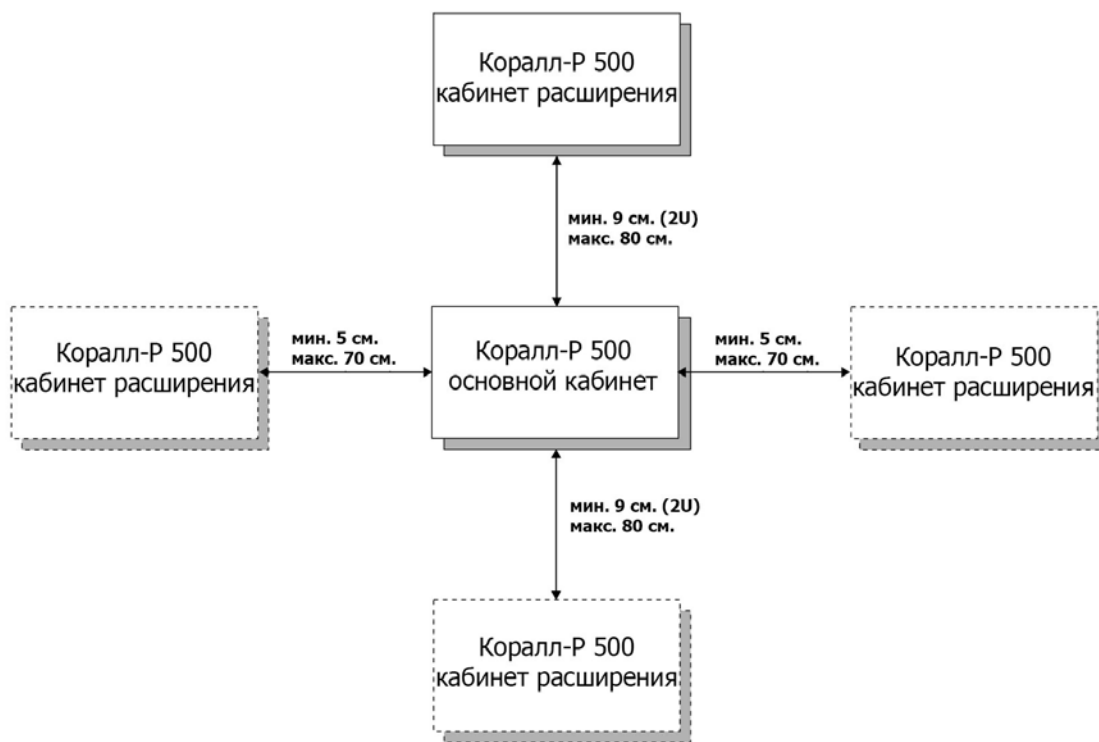 Коралл-Р 500
кабинет расширения
мин. 9 см. (2U)
макс. 80 см.
Коралл-Р 500
кабинет расширения
мин. 5 см.
макс. 70 см.
Коралл-Р 500
основной кабинет
мин. 5 см.
макс. 70 см.
Коралл-Р 500
кабинет расширения
мин. 9 см. (2U)
макс. 80 см.
Коралл-Р 500
кабинет расширения